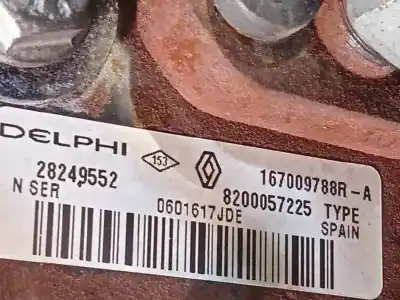 DELPHI 153 167009788R-A
28249552 8200057225 TYPE
N SER 0601617JDE SPAIN